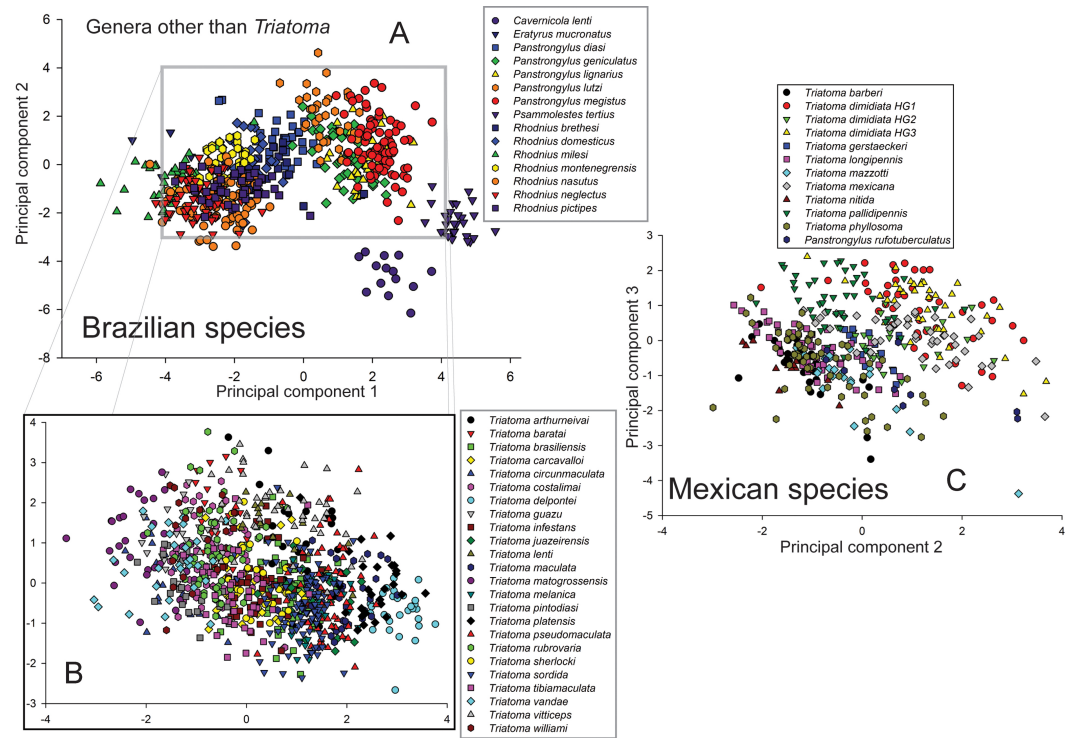 Genera other than Triatoma
A
Principal component 2
6
4
2
0
-2
-4
-6
-8
Brazilian species
-6
-4
-2
0
2
4
6
Principal component 1
Cavernicola lenti
Eratyrus mucronatus
Panstrongylus diasi
Panstrongylus geniculatus
Panstrongylus lignarius
Panstrongylus lutzi
Panstrongylus megistus
Psammolestes tertius
Rhodnius brethesi
Rhodnius domesticus
Rhodnius milesi
Rhodnius montenegrensis
Rhodnius nasutus
Rhodnius neglectus
Rhodnius pictipes
4
3
2
1
0
-1
-2
-3
B
-4
-2
0
2
4
Triatoma arthurneivai
Triatoma baratai
Triatoma brasiliensis
Triatoma carcavalloi
Triatoma circunmaculata
Triatoma costalimai
Triatoma delpontei
Triatoma guazu
Triatoma infestans
Triatoma juazeirensis
Triatoma lenti
Triatoma maculata
Triatoma matogrossensis
Triatoma melanica
Triatoma pintodiasi
Triatoma platensis
Triatoma pseudomaculata
Triatoma rubrovaria
Triatoma sherlocki
Triatoma sordida
Triatoma tibiamaculata
Triatoma vandae
Triatoma vitticeps
Triatoma williami
Triatoma barberi
Triatoma dimidiata HG1
Triatoma dimidiata HG2
Triatoma dimidiata HG3
Triatoma gerstaeckeri
Triatoma longipennis
Triatoma mazzotti
Triatoma mexicana
Triatoma nitida
Triatoma pallidipennis
Triatoma phyllosoma
Panstrongylus rufotuberculatus
Principal component 3
3
2
1
0
-1
-2
-3
-4
-5
Mexican species
C
-4
-2
0
2
4
Principal component 2